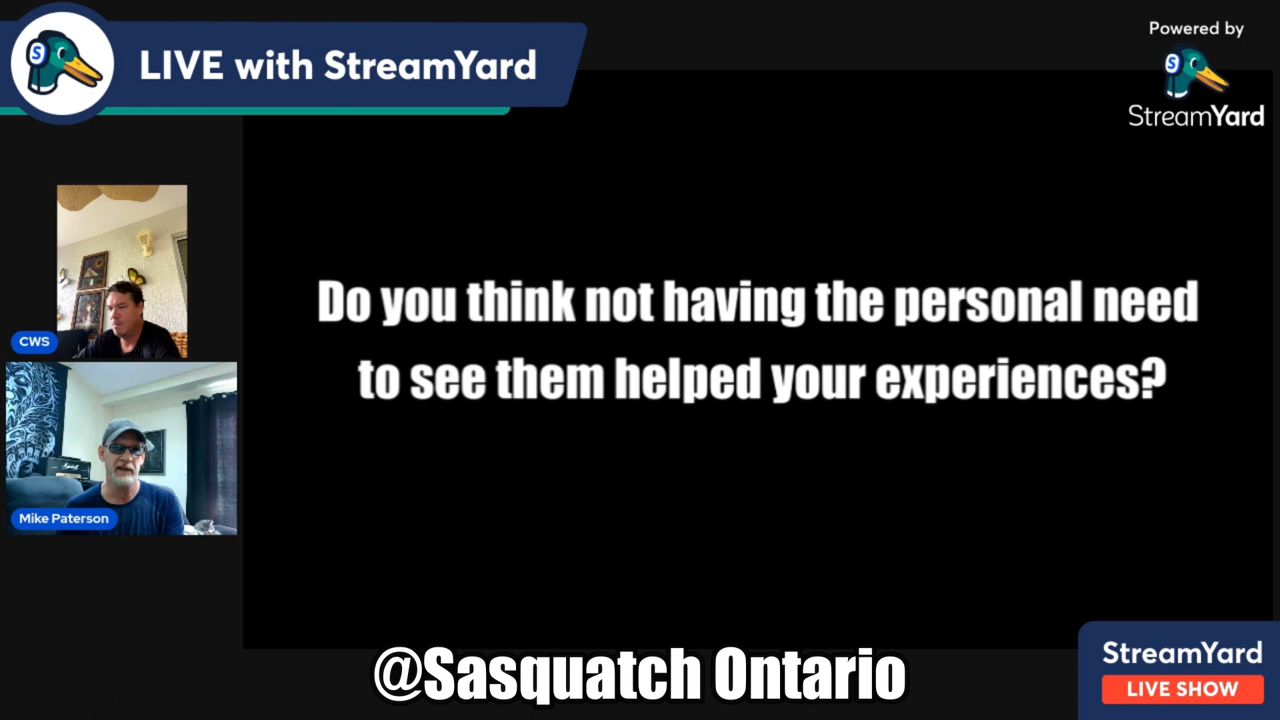 LIVE with StreamYard
Powered by
StreamYard
CWS
Mike Paterson
Do you think not having the personal need
to see them helped your experiences?
@Sasquatch Ontario
StreamYard
LIVE SHOW